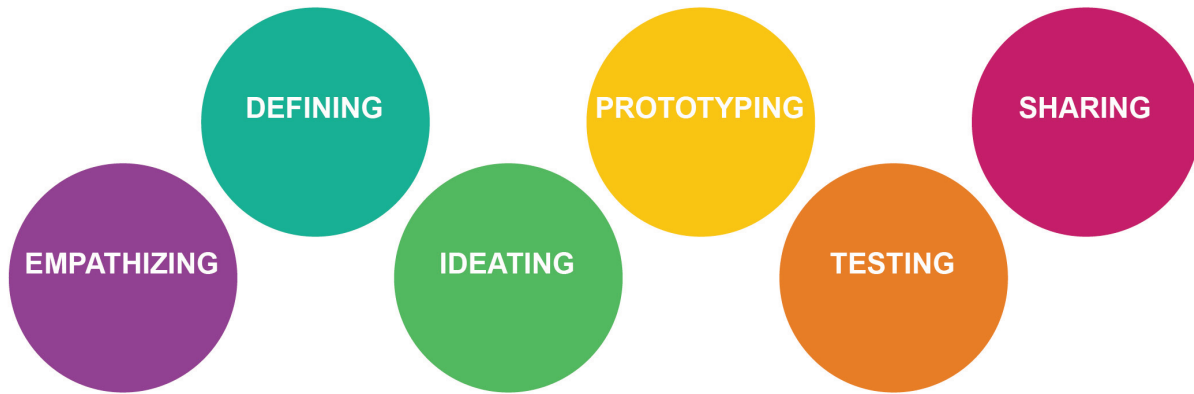 EMPATHIZING
DEFINING
IDEATING
PROTOTYPING
TESTING
SHARING